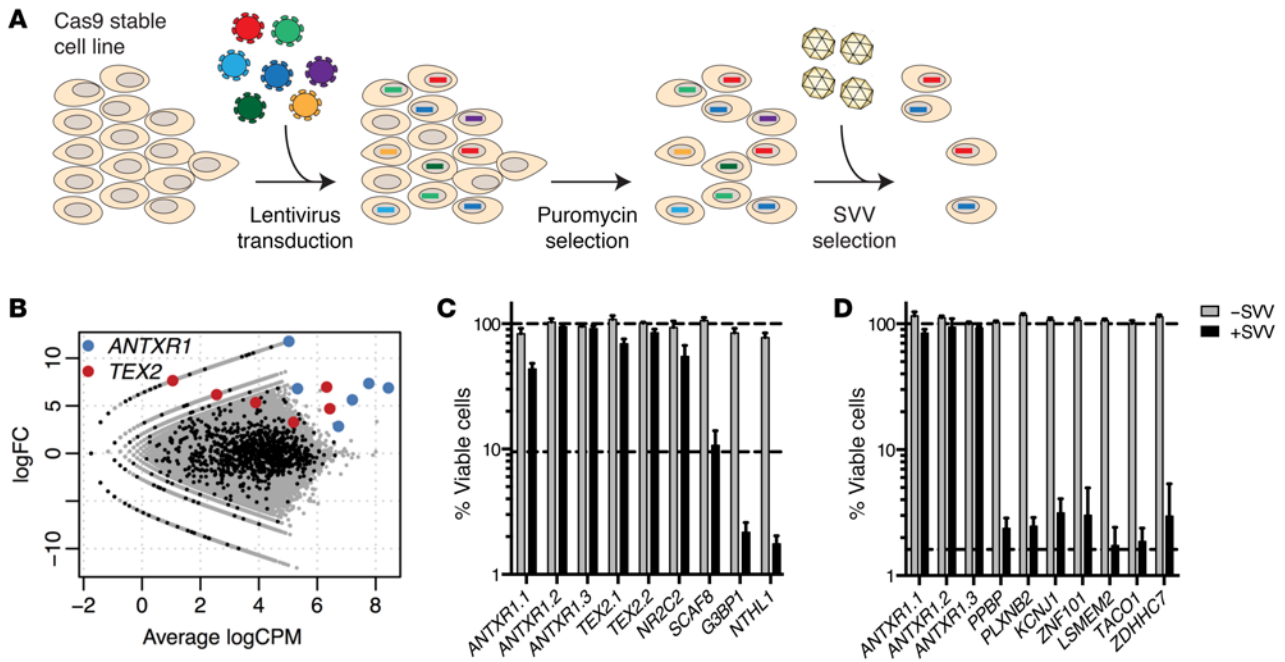 A
Cas9 stable
cell line
Lentivirus
transduction
Puromycin
selection
SVV
selection
B
ANTXR1
TEX2
logFC
10
5
0
−10
−2
0
2
4
6
8
Average logCPM
C
% Viable cells
100
10
1
ANTXR1.1
ANTXR1.2
ANTXR1.3
TEX2.1
TEX2.2
NR2C2
SCAF8
G3BP1
NTHL1
D
% Viable cells
100
10
1
ANTXR1.1
ANTXR1.2
ANTXR1.3
PPBP
PLXNB2
KCNJ1
ZNF101
LSMEM2
TACO1
ZDHHC7
−SVV
+SVV